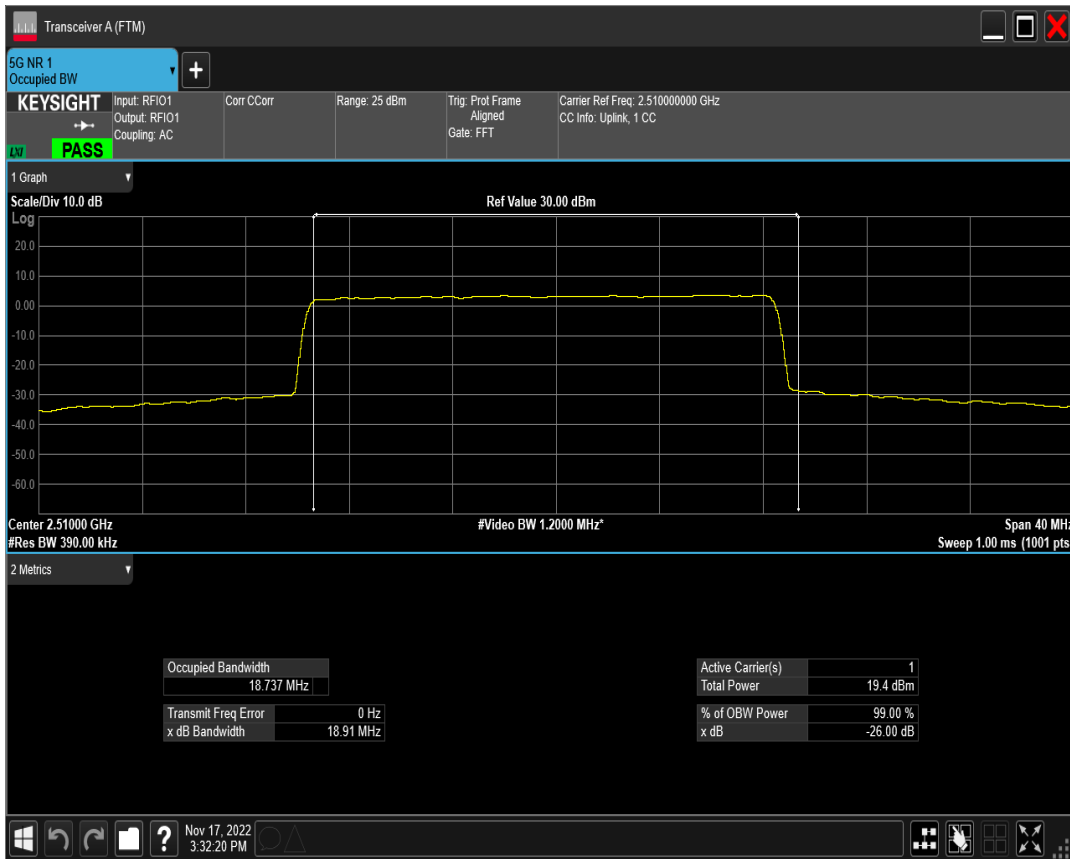 Transceiver A (FTM)
5G NR 1
Occupied BW
+
KEYSIGHT
LXI
PASS
Input: RFIO1
Output: RFIO1
Coupling: AC
Corr CCorr
Range: 25 dBm
Trig: Prot Frame
Aligned
Gate: FFT
Carrier Ref Freq: 2.510000000 GHz
CC Info: Uplink, 1 CC
1 Graph
Scale/Div 10.0 dB
Ref Value 30.00 dBm
Log
20.0
10.0
0.00
-10.0
-20.0
-30.0
-40.0
-50.0
-60.0
Center 2.51000 GHz
#Video BW 1.2000 MHz*
Span 40 MHz
#Res BW 390.00 kHz
Sweep 1.00 ms (1001 pts
2 Metrics
Occupied Bandwidth
18.737 MHz
Transmit Freq Error 0 Hz
x dB Bandwidth 18.91 MHz
Active Carrier(s) 1
Total Power 19.4 dBm
% of OBW Power 99.00 %
x dB -26.00 dB
?
Nov 17, 2022
3:32:20 PM